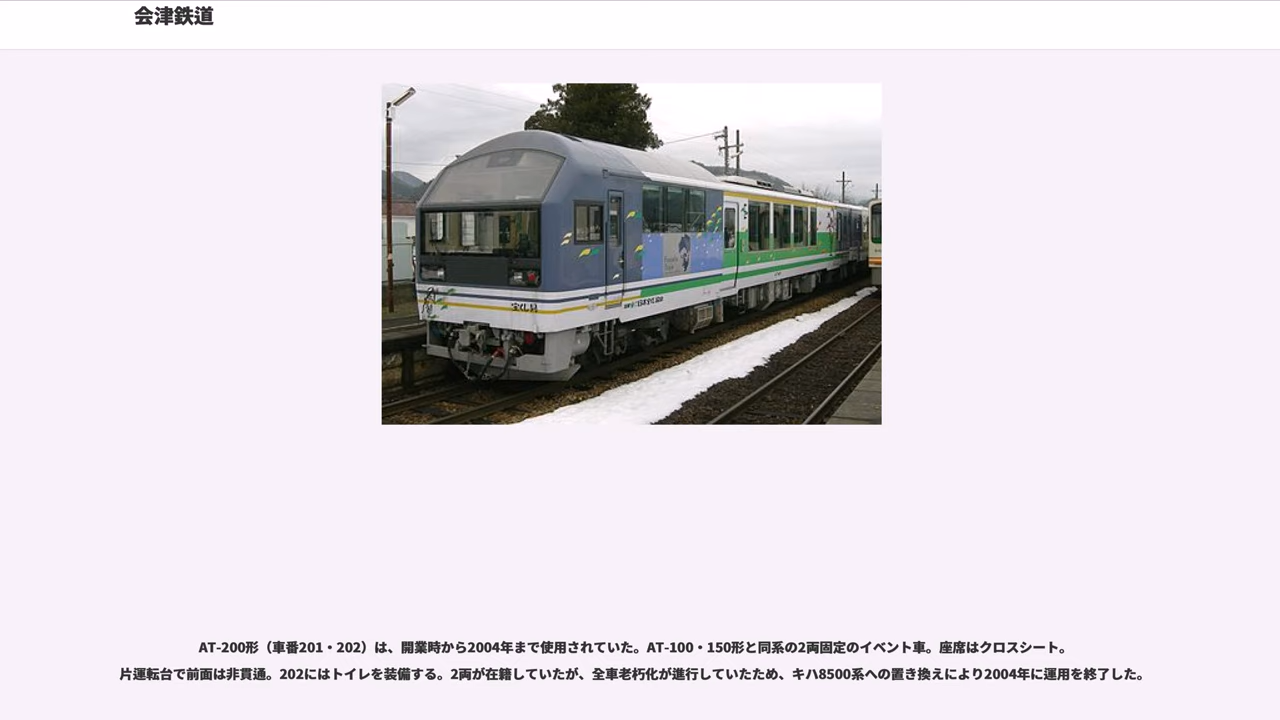 会津鉄道
AT-200形（車番201・202）は、開業時から2004年まで使用されていた。AT-100・150形と同系の2両固定のイベント車。座席はクロスシート。
片運転台で前面は非貫通。202にはトイレを装備する。2両が在籍していたが、全車老朽化が進行していたため、キハ8500系への置き換えにより2004年に運用を終了した。